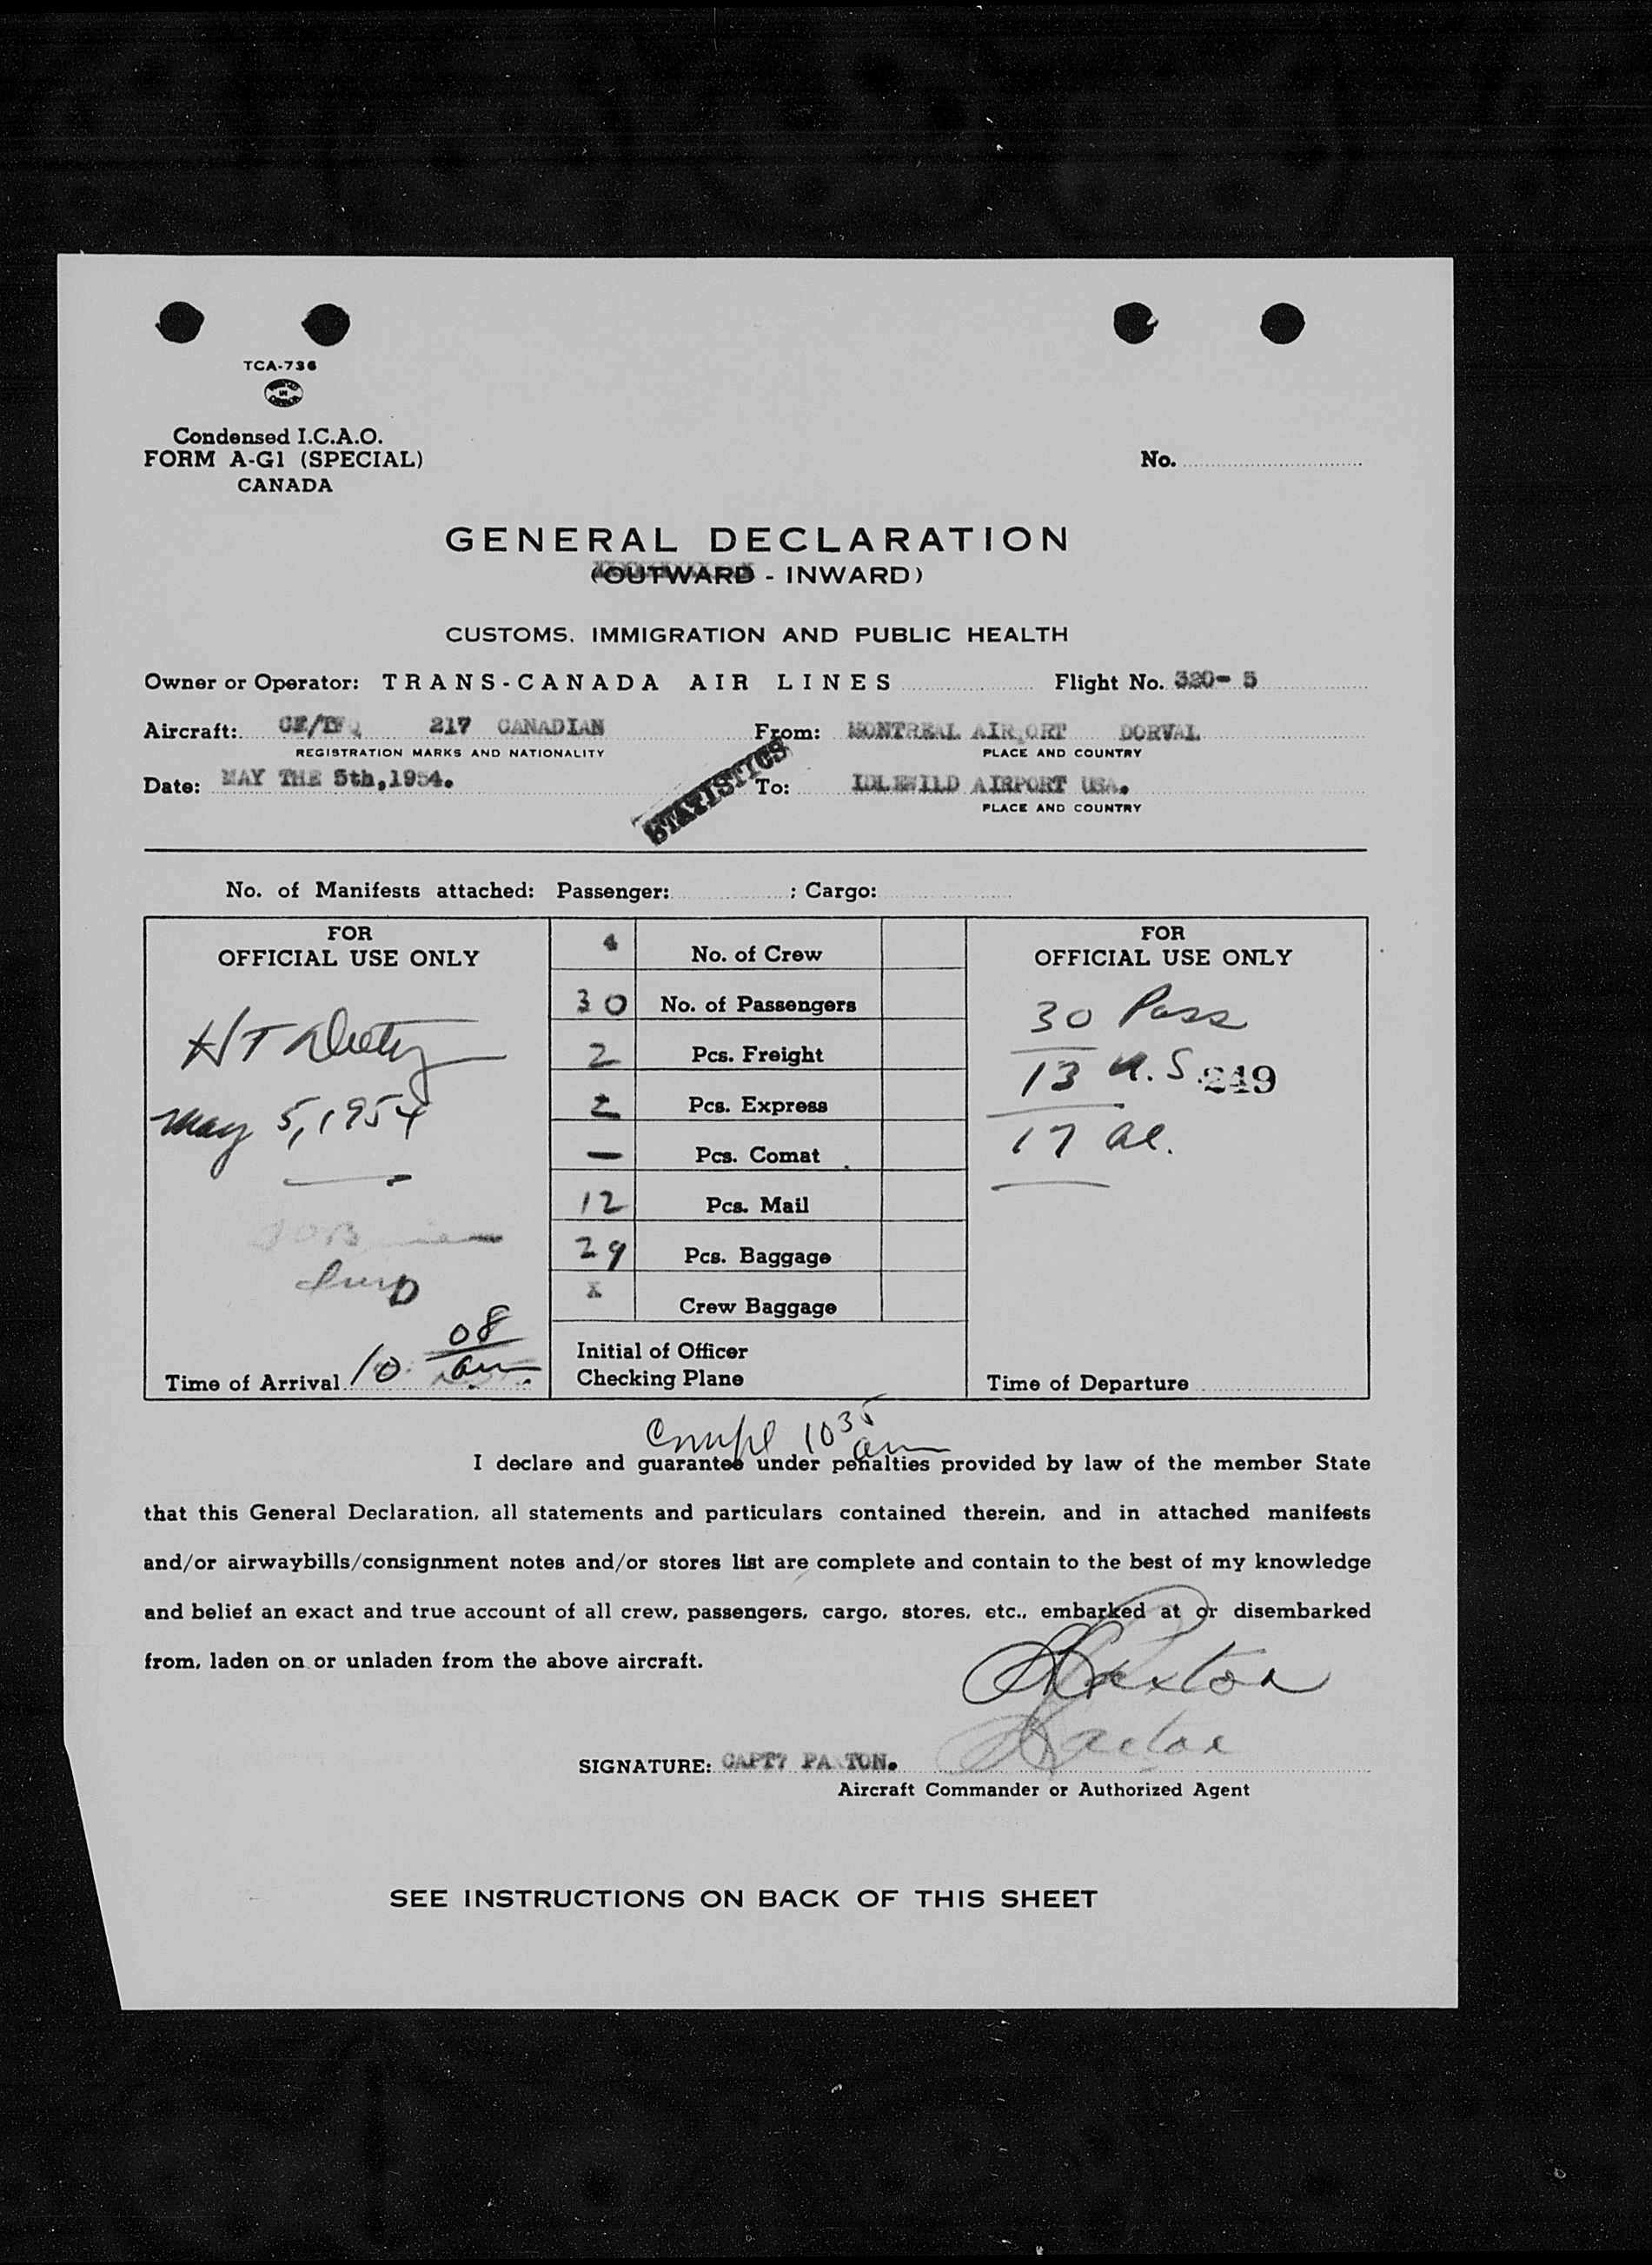 TCA-736
Condensed I.C.A.O.
FORM A-G1 (SPECIAL)
CANADA
No.
GENERAL DECLARATION
(OUTWARD - INWARD)
CUSTOMS, IMMIGRATION AND PUBLIC HEALTH
Owner or Operator: TRANS-CANADA AIR LINES Flight No. 320- 5
Aircraft: 217 CANADIAN From: MONTREAL AIRPORT DORVAL
REGISTRATION MARKS AND NATIONALITY PLACE AND COUNTRY
Date: MAY THE 5th,1954. To: IDLEWILD AIRPORT USA.
PLACE AND COUNTRY
STATISTICS
No. of Manifests attached: Passenger: ; Cargo:
FOR
OFFICIAL USE ONLY
H T
May 5, 1954
Time of Arrival 10 08 am
4 No. of Crew
30 No. of Passengers
2 Pcs. Freight
2 Pcs. Express
— Pcs. Comat
12 Pcs. Mail
29 Pcs. Baggage
X Crew Baggage
Initial of Officer
Checking Plane
FOR
OFFICIAL USE ONLY
30 Pass
13 U.S. 249
17 al.
Time of Departure
Compl 10 35 am
I declare and guarantee under penalties provided by law of the member State
that this General Declaration, all statements and particulars contained therein, and in attached manifests
and/or airwaybills/consignment notes and/or stores list are complete and contain to the best of my knowledge
and belief an exact and true account of all crew, passengers, cargo, stores, etc., embarked at or disembarked
from, laden on or unladen from the above aircraft.
Paxton
SIGNATURE: CAPT7 PAXTON. Paxton
Aircraft Commander or Authorized Agent
SEE INSTRUCTIONS ON BACK OF THIS SHEET